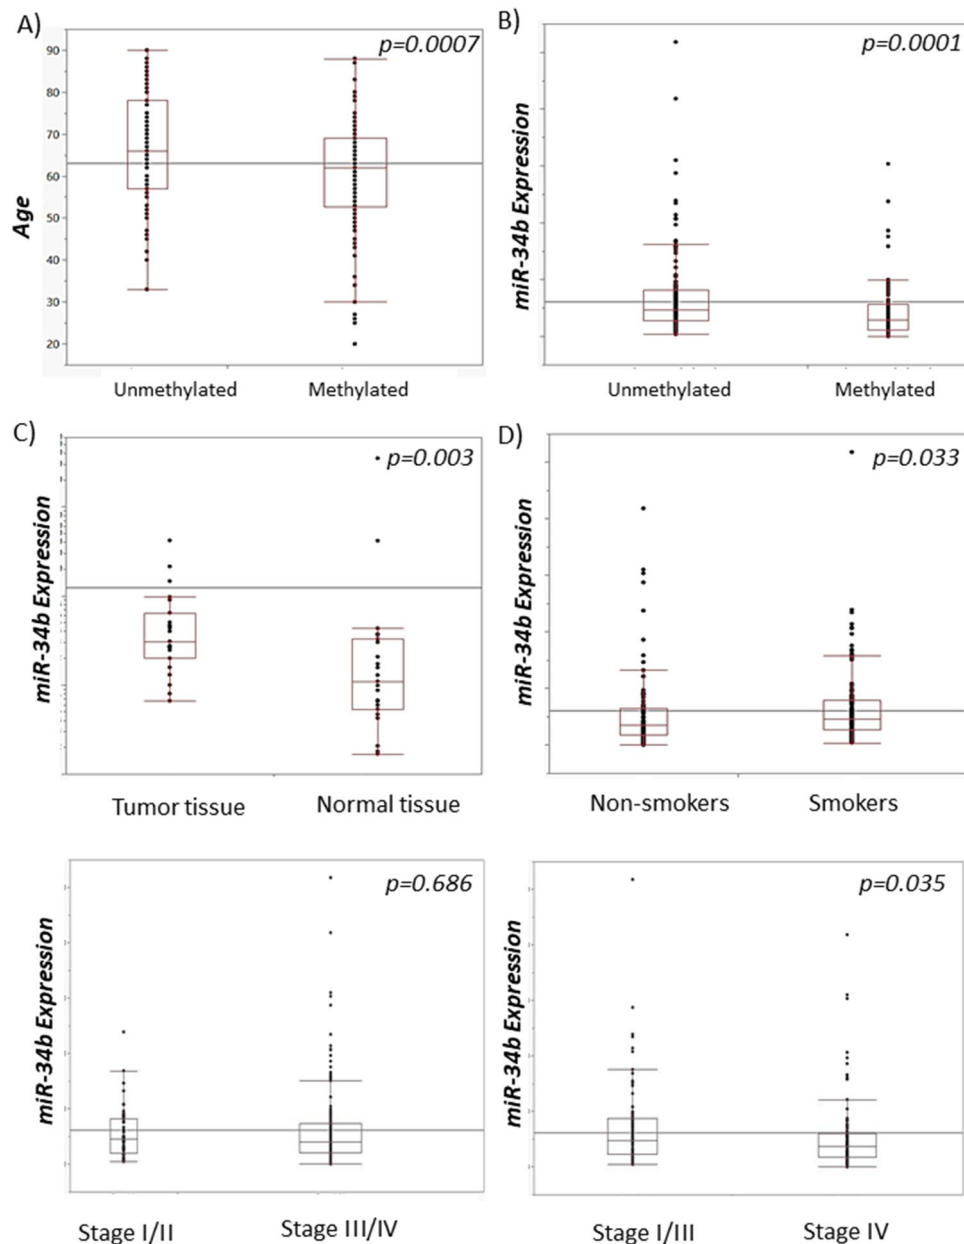 A)
p=0.0007
Age
90
80
70
60
50
40
30
20
Unmethylated
Methylated
B)
p=0.0001
miR-34b Expression
Unmethylated
Methylated
C)
p=0.003
miR-34b Expression
Tumor tissue
Normal tissue
D)
p=0.033
miR-34b Expression
Non-smokers
Smokers
p=0.686
miR-34b Expression
Stage I/II
Stage III/IV
p=0.035
miR-34b Expression
Stage I/III
Stage IV